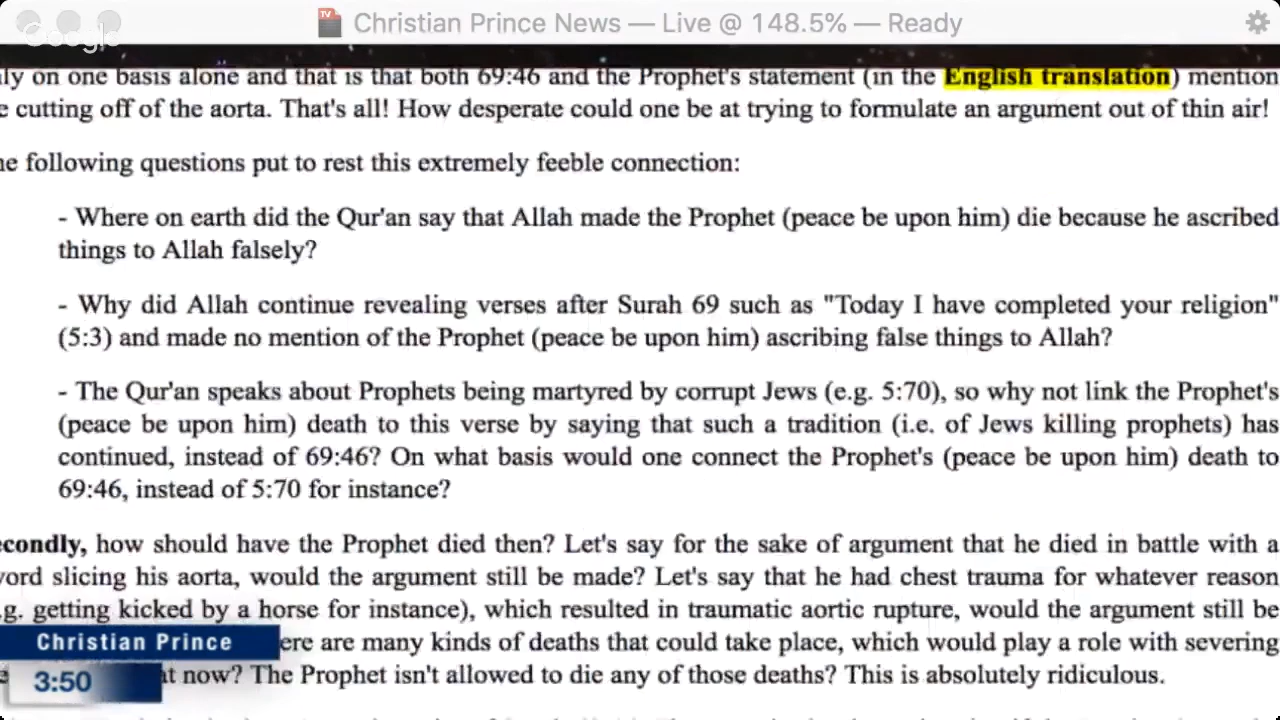 Christian Prince News — Live @ 148.5% — Ready
Google
ly on one basis alone and that is that both 69:46 and the Prophet's statement (in the English translation) mention
e cutting off of the aorta. That's all! How desperate could one be at trying to formulate an argument out of thin air!
he following questions put to rest this extremely feeble connection:
- Where on earth did the Qur'an say that Allah made the Prophet (peace be upon him) die because he ascribed
things to Allah falsely?
- Why did Allah continue revealing verses after Surah 69 such as "Today I have completed your religion"
(5:3) and made no mention of the Prophet (peace be upon him) ascribing false things to Allah?
- The Qur'an speaks about Prophets being martyred by corrupt Jews (e.g. 5:70), so why not link the Prophet's
(peace be upon him) death to this verse by saying that such a tradition (i.e. of Jews killing prophets) has
continued, instead of 69:46? On what basis would one connect the Prophet's (peace be upon him) death to
69:46, instead of 5:70 for instance?
econdly, how should have the Prophet died then? Let's say for the sake of argument that he died in battle with a
word slicing his aorta, would the argument still be made? Let's say that he had chest trauma for whatever reason
.g. getting kicked by a horse for instance), which resulted in traumatic aortic rupture, would the argument still be
ere are many kinds of deaths that could take place, which would play a role with severing
at now? The Prophet isn't allowed to die any of those deaths? This is absolutely ridiculous.
Christian Prince
3:50